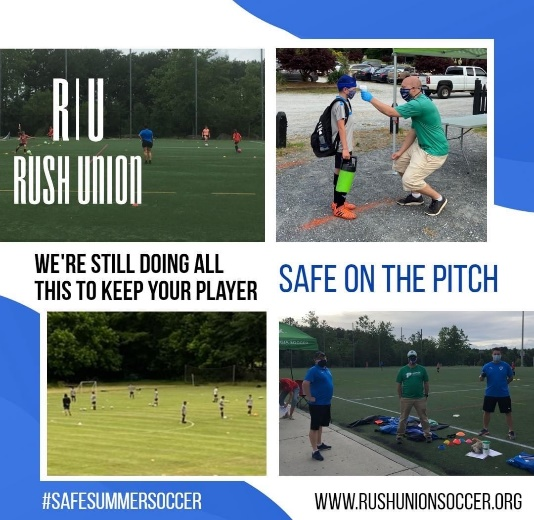 R|U
RUSH UNION
WE'RE STILL DOING ALL
THIS TO KEEP YOUR PLAYER
SAFE ON THE PITCH
#SAFESUMMERSOCCER
WWW.RUSHUNIONSOCCER.ORG